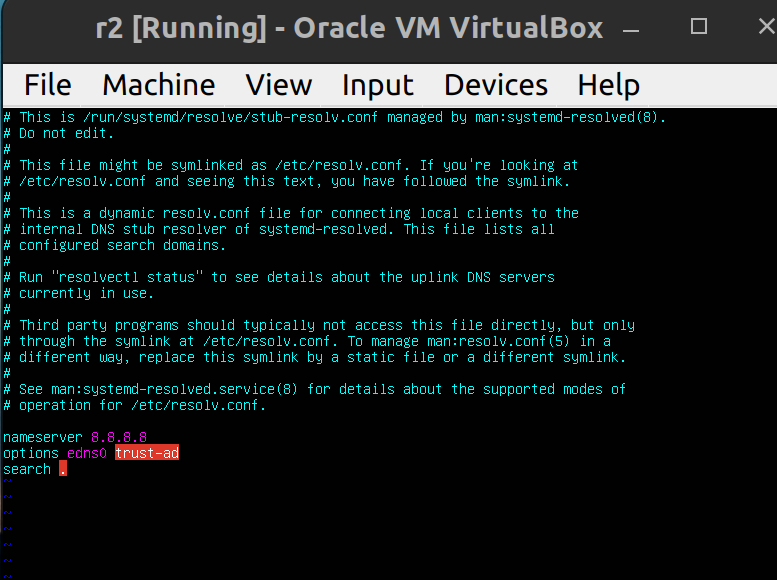 r2 [Running] - Oracle VM VirtualBox
File Machine View Input Devices Help
# This is /run/systemd/resolve/stub-resolv.conf managed by man:systemd-resolved(8).
# Do not edit.
#
# This file might be symlinked as /etc/resolv.conf. If you're looking at
# /etc/resolv.conf and seeing this text, you have followed the symlink.
#
# This is a dynamic resolv.conf file for connecting local clients to the
# internal DNS stub resolver of systemd-resolved. This file lists all
# configured search domains.
#
# Run "resolvectl status" to see details about the uplink DNS servers
# currently in use.
#
# Third party programs should typically not access this file directly, but only
# through the symlink at /etc/resolv.conf. To manage man:resolv.conf(5) in a
# different way, replace this symlink by a static file or a different symlink.
#
# See man:systemd-resolved.service(8) for details about the supported modes of
# operation for /etc/resolv.conf.
nameserver 8.8.8.8
options edns0 trust-ad
search .
~
~
~
~
~
~